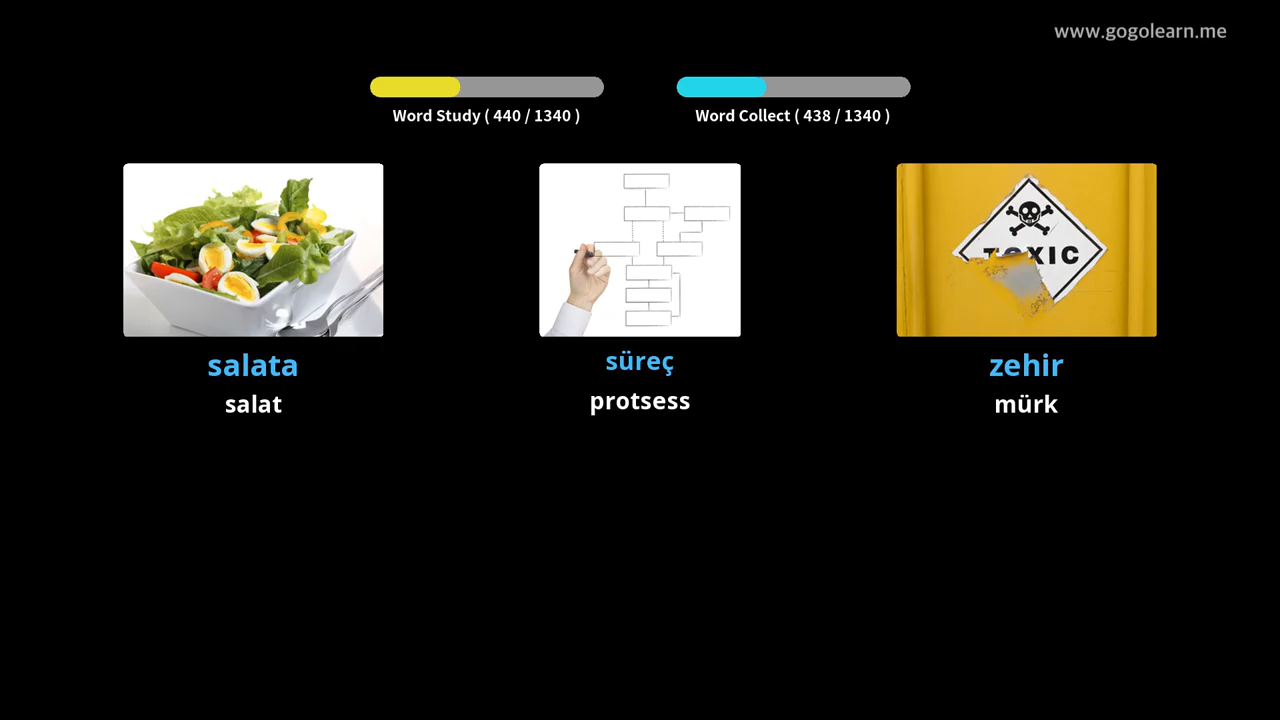 www.gogolearn.me
Word Study ( 440 / 1340 )
Word Collect ( 438 / 1340 )
TOXIC
salata
süreç
zehir
salat
protsess
mürk